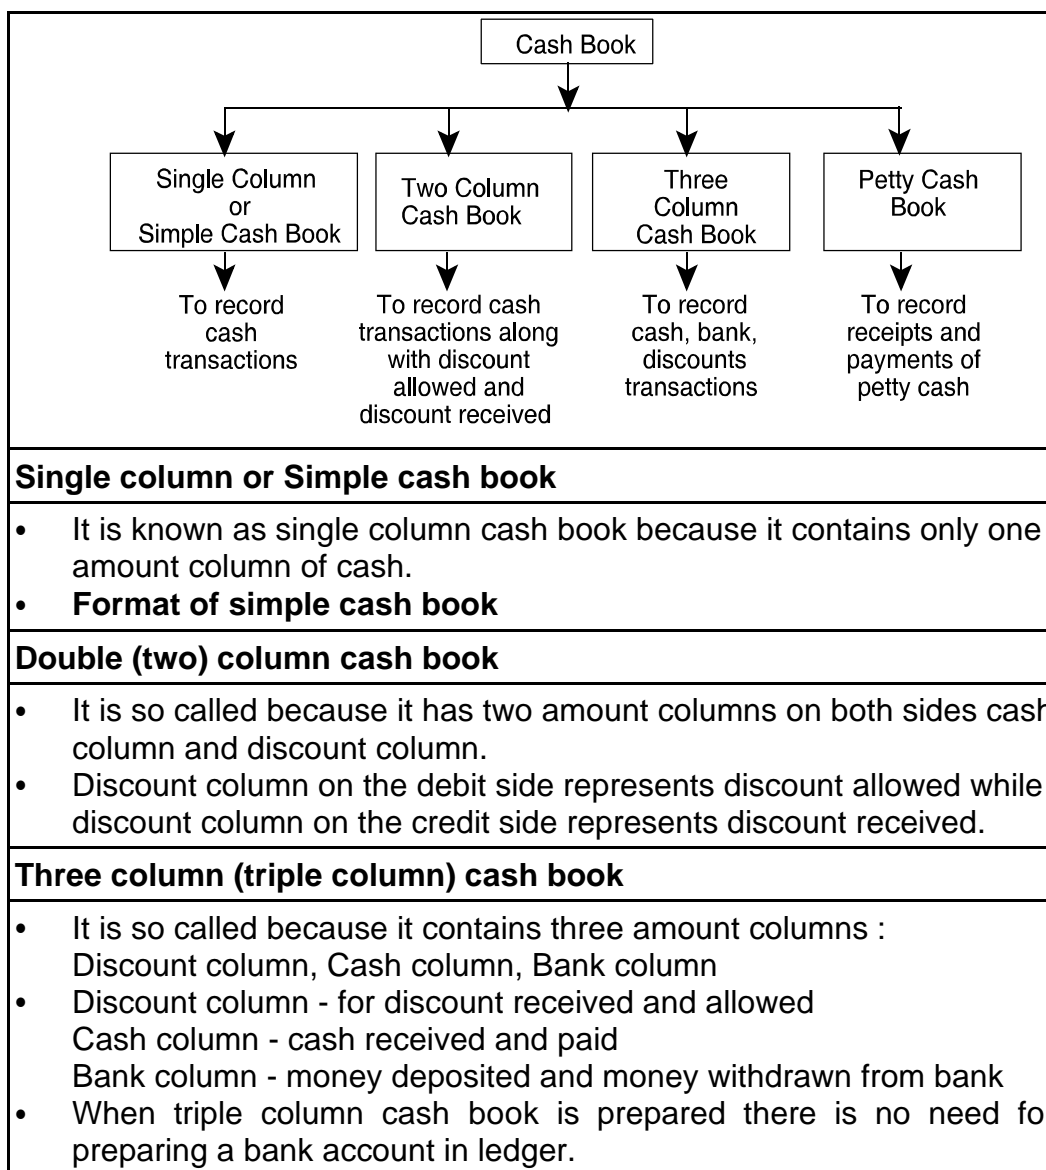 Cash Book
Single Column
or
Simple Cash Book
Two Column
Cash Book
Three
Column
Cash Book
Petty Cash
Book
To record
cash
transactions
To record cash
transactions along
with discount
allowed and
discount received
To record
cash, bank,
discounts
transactions
To record
receipts and
payments of
petty cash
Single column or Simple cash book
• It is known as single column cash book because it contains only one
amount column of cash.
• Format of simple cash book
Double (two) column cash book
• It is so called because it has two amount columns on both sides cash
column and discount column.
• Discount column on the debit side represents discount allowed while
discount column on the credit side represents discount received.
Three column (triple column) cash book
• It is so called because it contains three amount columns :
Discount column, Cash column, Bank column
• Discount column - for discount received and allowed
Cash column - cash received and paid
Bank column - money deposited and money withdrawn from bank
• When triple column cash book is prepared there is no need fo
preparing a bank account in ledger.